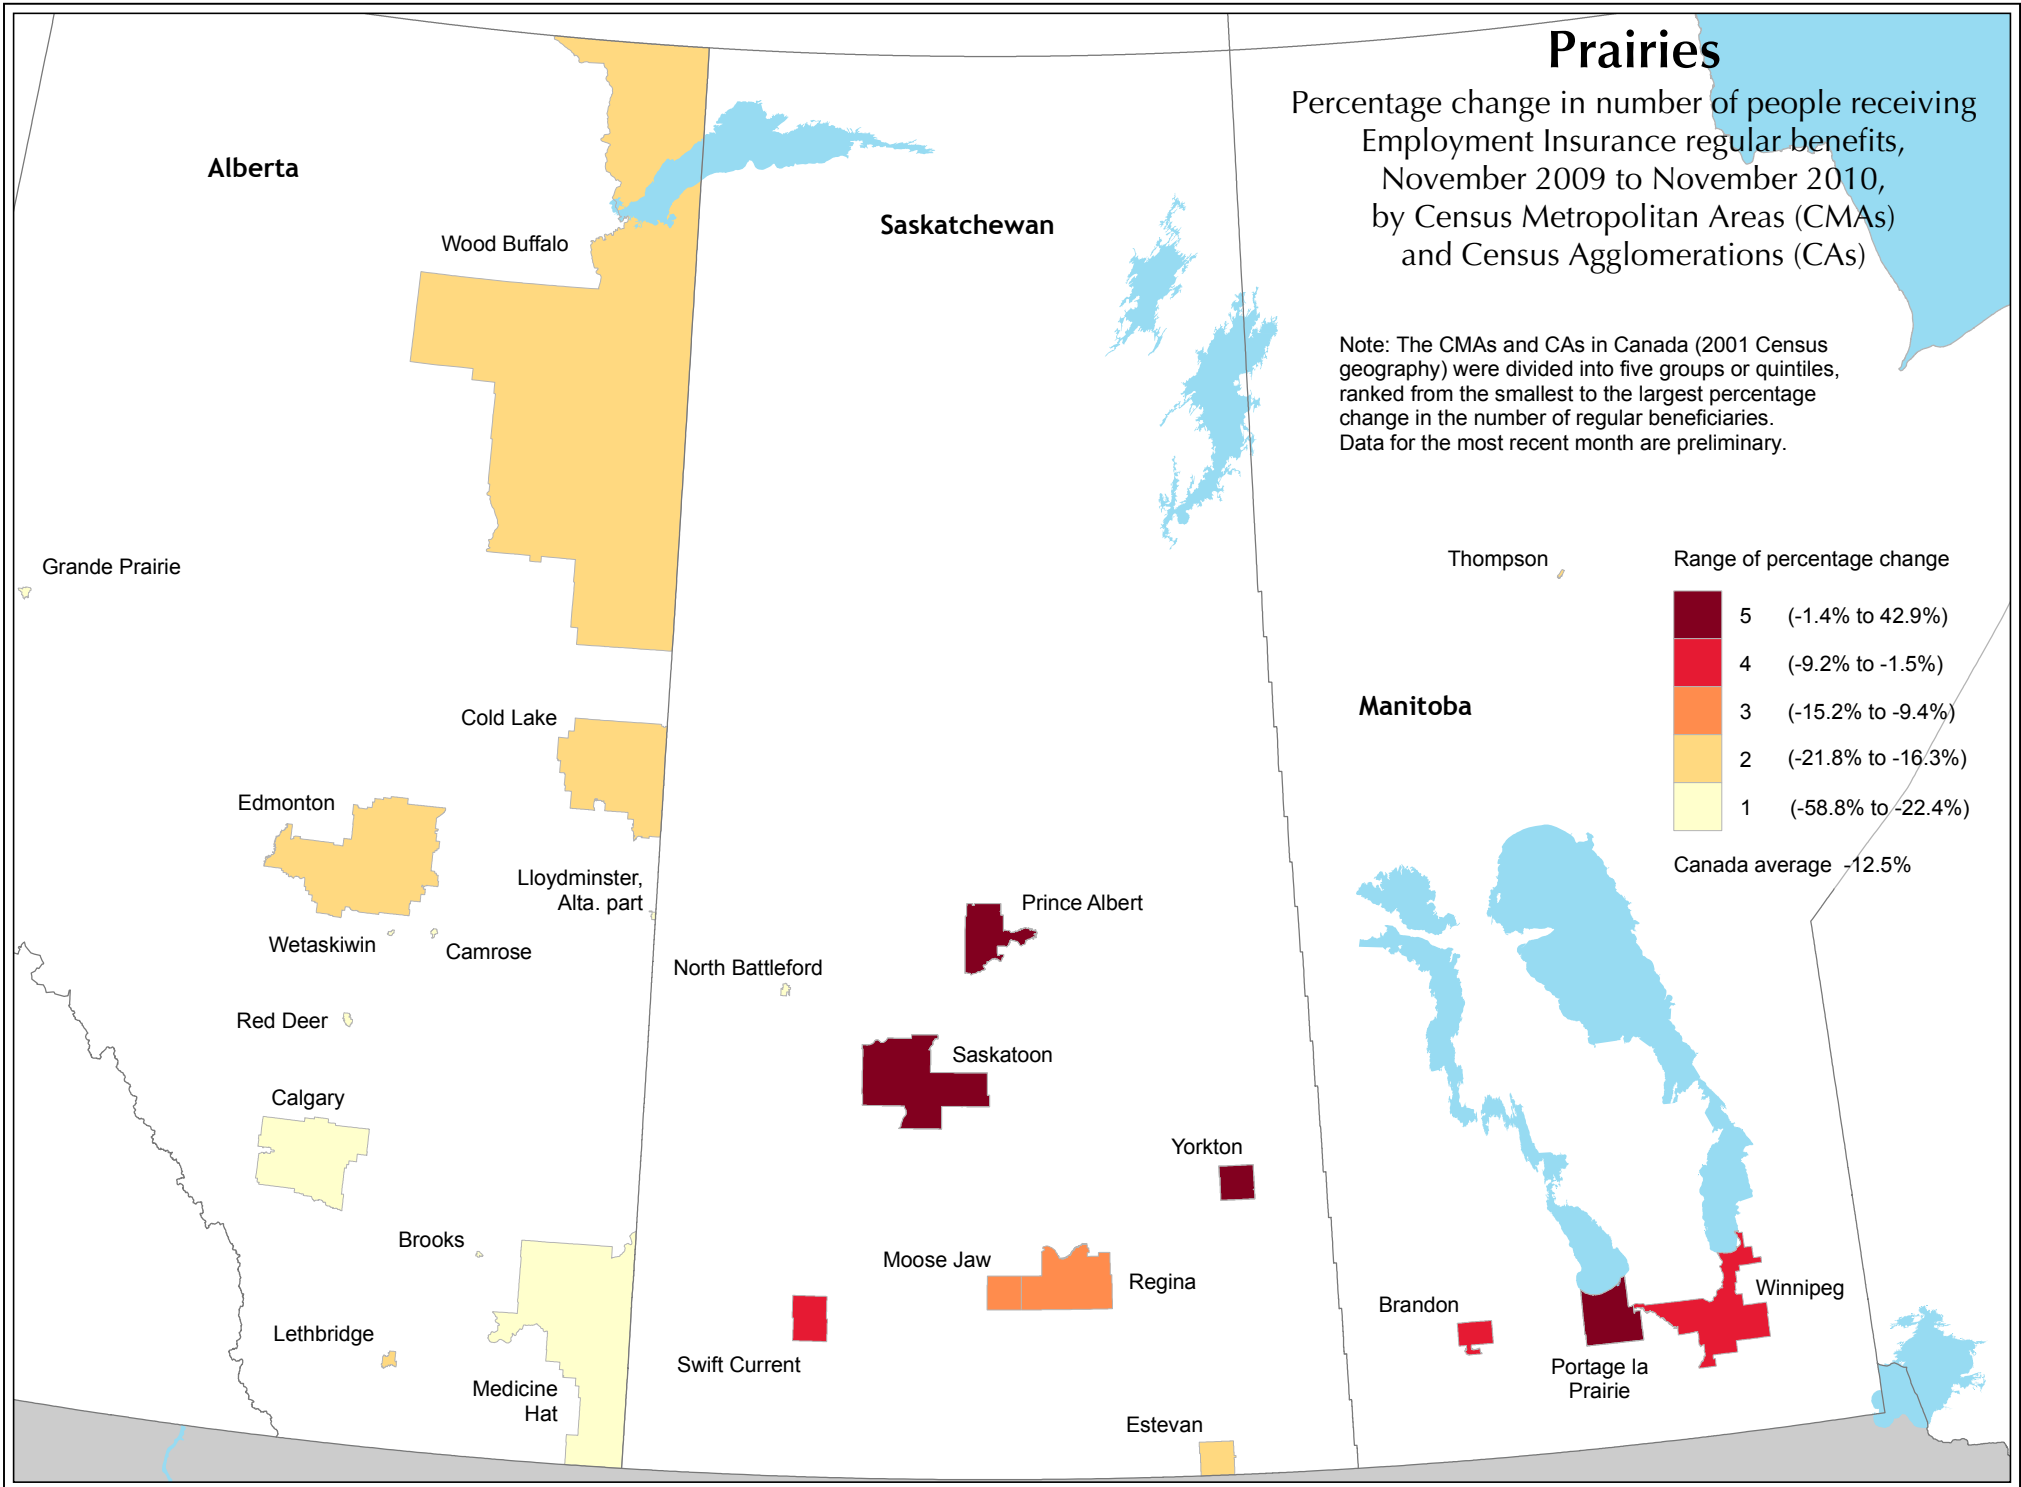 Prairies
Percentage change in number of people receiving
Employment Insurance regular benefits,
November 2009 to November 2010,
by Census Metropolitan Areas (CMAs)
and Census Agglomerations (CAs)
Note: The CMAs and CAs in Canada (2001 Census
geography) were divided into five groups or quintiles,
ranked from the smallest to the largest percentage
change in the number of regular beneficiaries.
Data for the most recent month are preliminary.
Alberta
Saskatchewan
Wood Buffalo
Grande Prairie
Thompson
Range of percentage change
5 (-1.4% to 42.9%)
4 (-9.2% to -1.5%)
3 (-15.2% to -9.4%)
2 (-21.8% to -16.3%)
1 (-58.8% to -22.4%)
Canada average -12.5%
Manitoba
Cold Lake
Edmonton
Lloydminster,
Alta. part
Prince Albert
Wetaskiwin
Camrose
North Battleford
Red Deer
Saskatoon
Calgary
Yorkton
Brooks
Moose Jaw
Regina
Winnipeg
Brandon
Lethbridge
Swift Current
Portage la
Prairie
Medicine
Hat
Estevan